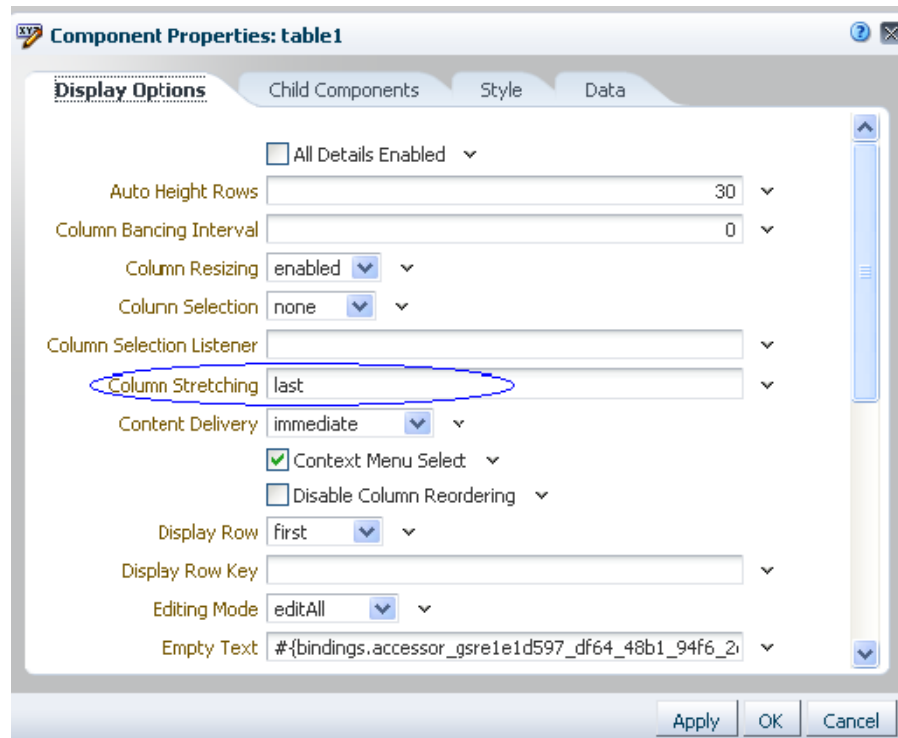 Component Properties: table1
Display Options Child Components Style Data
All Details Enabled
Auto Height Rows 30
Column Bancing Interval 0
Column Resizing enabled
Column Selection none
Column Selection Listener
Column Stretching last
Content Delivery immediate
Context Menu Select
Disable Column Reordering
Display Row first
Display Row Key
Editing Mode editAll
Empty Text #{bindings.accessor_gsre1e1d597_df64_48b1_94f6_2
Apply OK Cancel